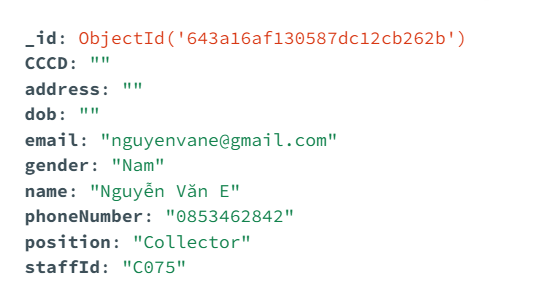 _id: ObjectId('643a16af130587dc12cb262b')
CCCD: ""
address: ""
dob: ""
email: "nguyenvane@gmail.com"
gender: "Nam"
name: "Nguyễn Văn E"
phoneNumber: "0853462842"
position: "Collector"
staffId: "C075"